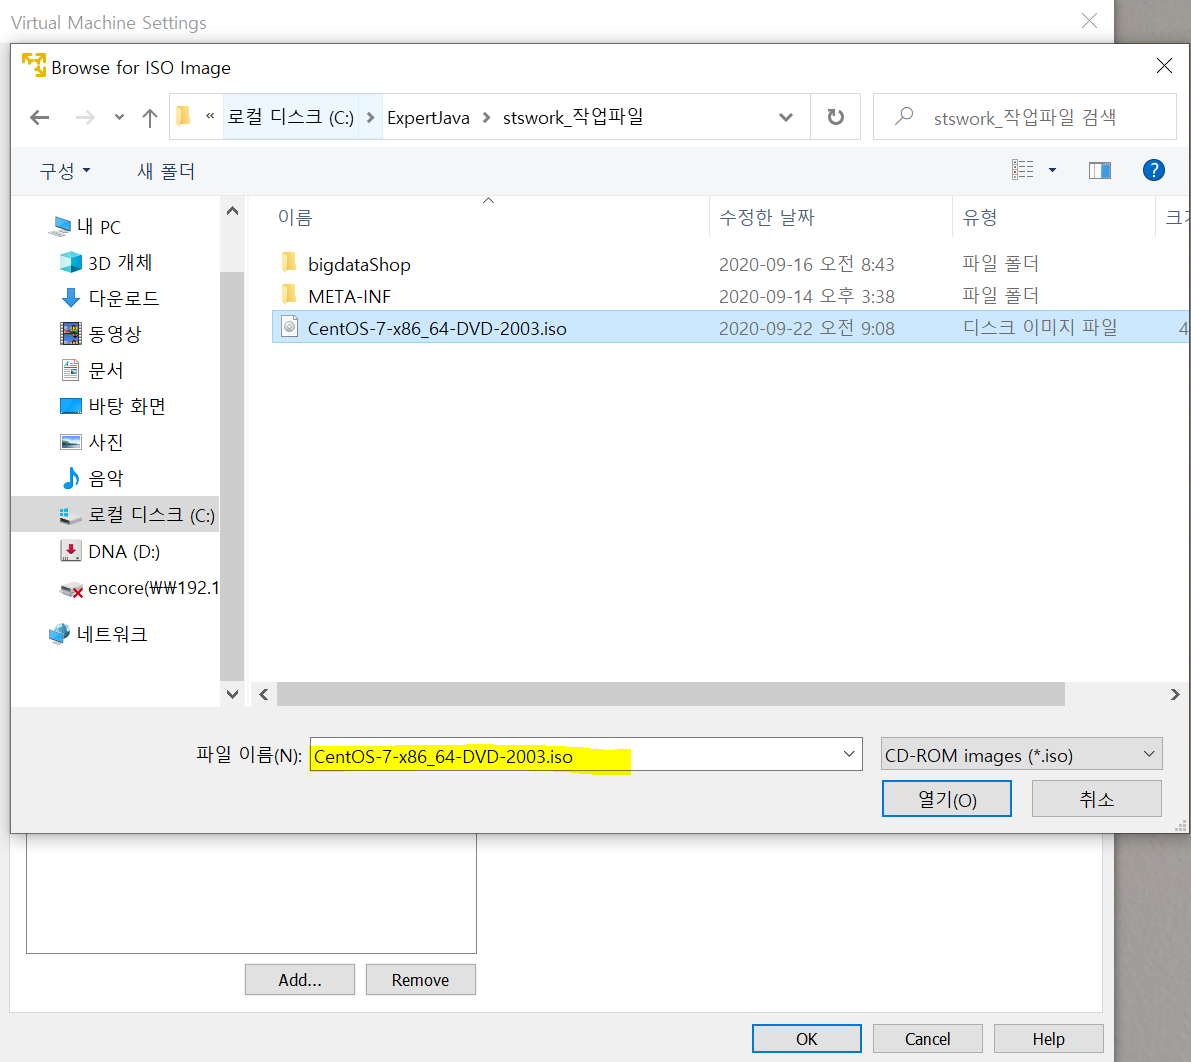 Virtual Machine Settings
Browse for ISO Image
« 로컬 디스크 (C:) > ExpertJava > stswork_작업파일
stswork_작업파일 검색
구성 새 폴더
이름 수정한 날짜 유형
내 PC
3D 개체
다운로드
동영상
문서
바탕 화면
사진
음악
로컬 디스크 (C:)
DNA (D:)
encore(₩₩192.1
네트워크
bigdataShop 2020-09-16 오전 8:43 파일 폴더
META-INF 2020-09-14 오후 3:38 파일 폴더
CentOS-7-x86_64-DVD-2003.iso 2020-09-22 오전 9:08 디스크 이미지 파일 4
파일 이름(N): CentOS-7-x86_64-DVD-2003.iso CD-ROM images (*.iso)
열기(O) 취소
Add... Remove
OK Cancel Help